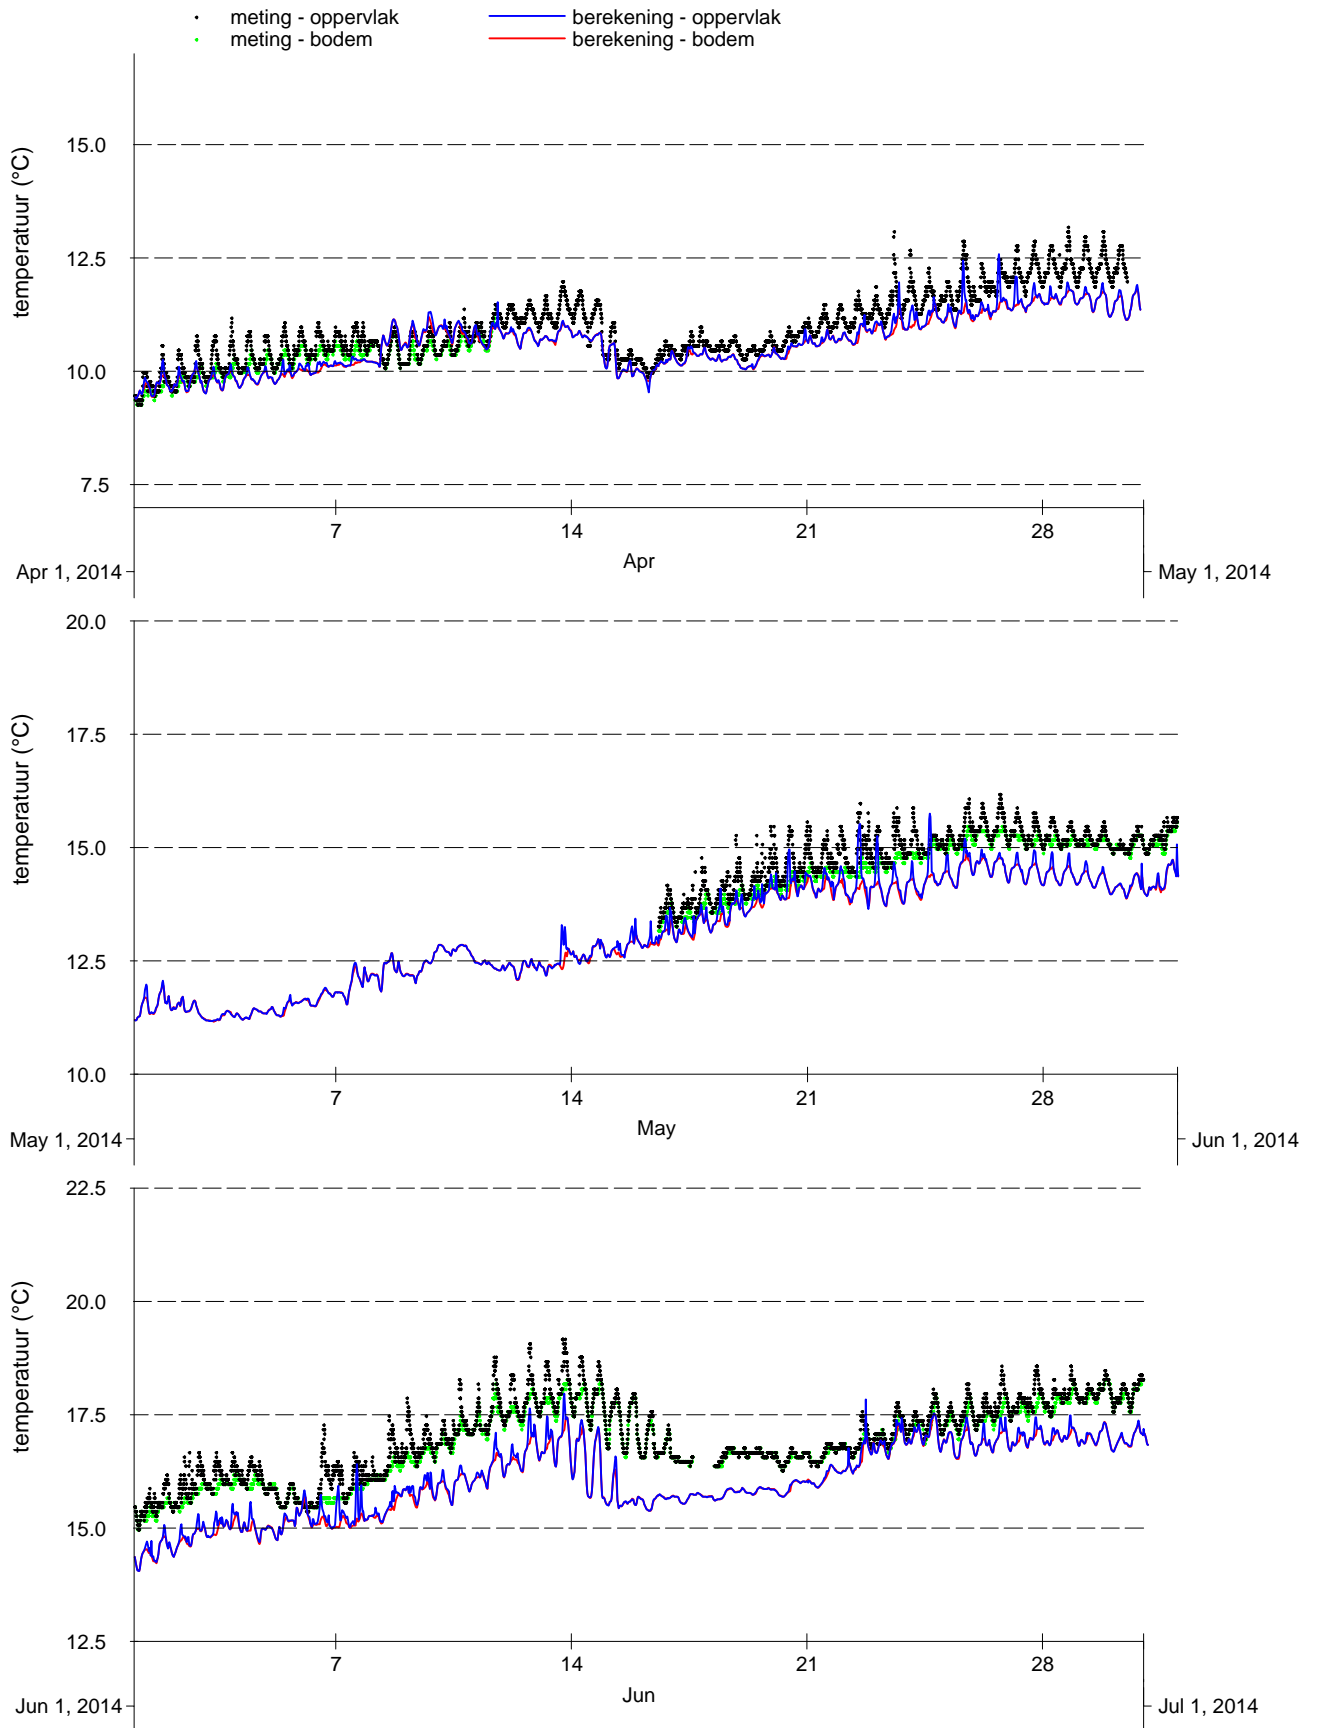 meting - oppervlak berekening - oppervlak
meting - bodem berekening - bodem
temperatuur (°C)
15.0
12.5
10.0
7.5
7 14 21 28
Apr
Apr 1, 2014 May 1, 2014
temperatuur (°C)
20.0
17.5
15.0
12.5
10.0
7 14 21 28
May
May 1, 2014 Jun 1, 2014
temperatuur (°C)
22.5
20.0
17.5
15.0
12.5
7 14 21 28
Jun
Jun 1, 2014 Jul 1, 2014